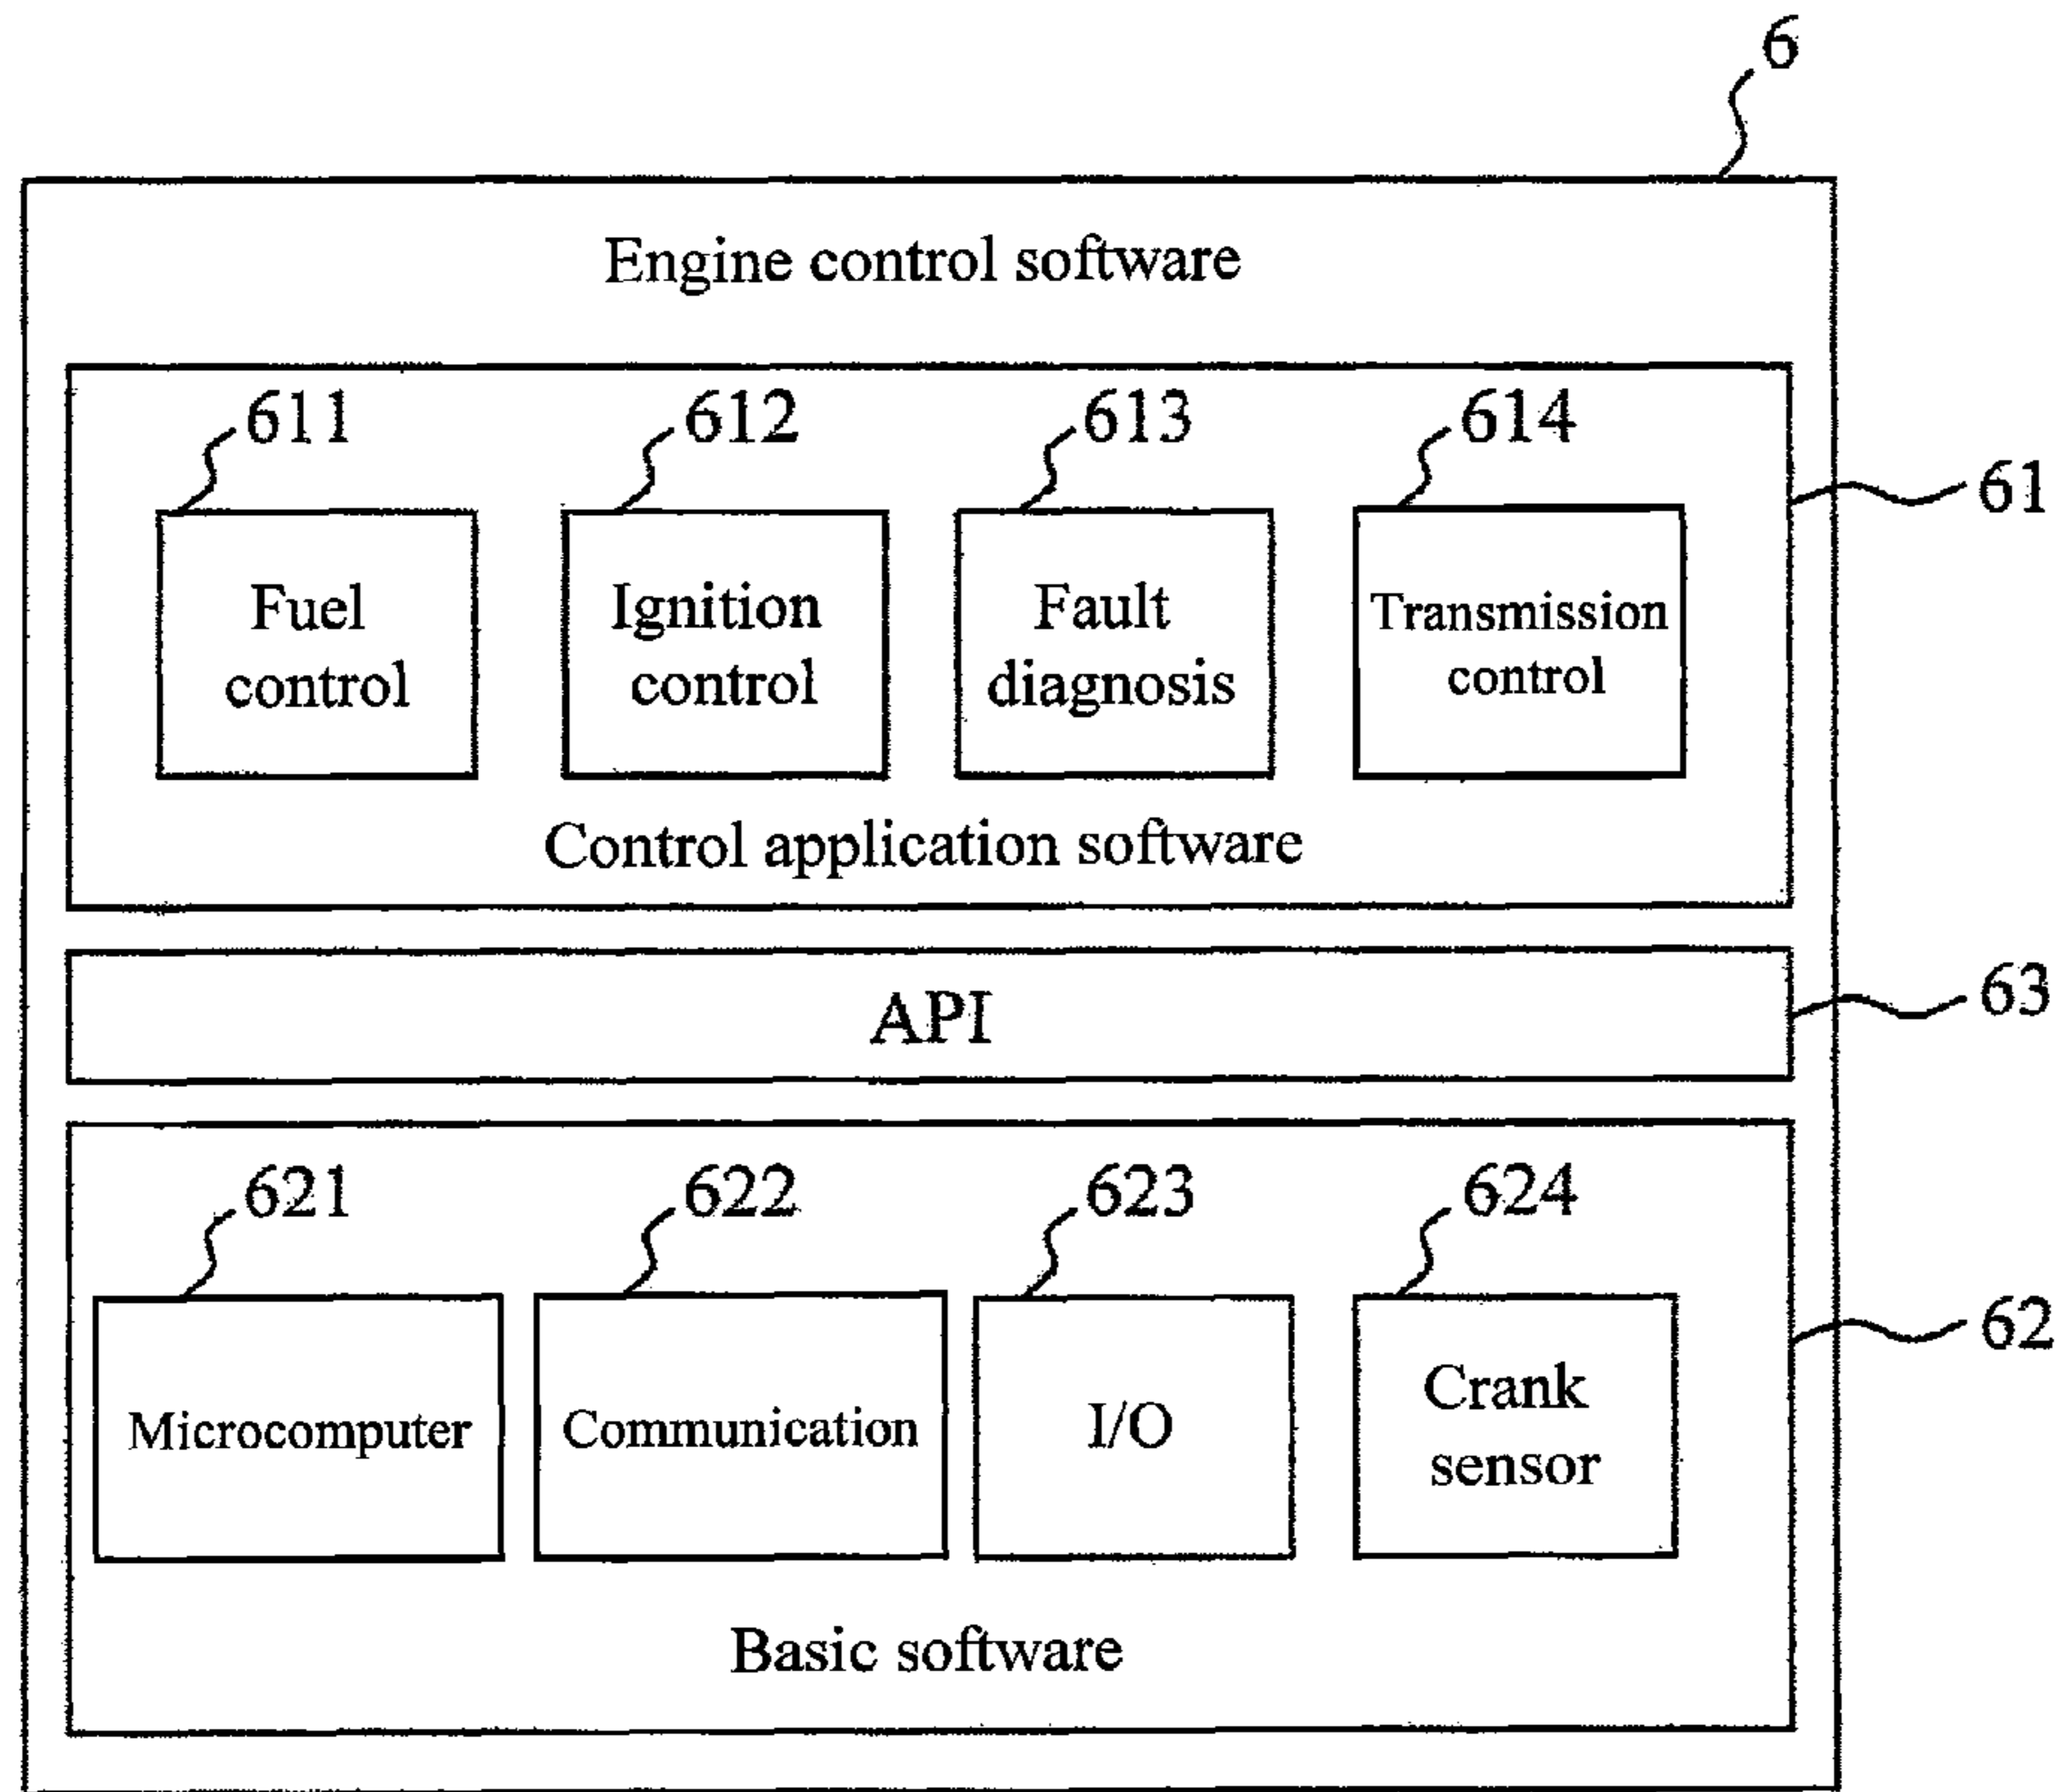 6
Engine control software
611 612 613 614
61
Fuel control
Ignition control
Fault diagnosis
Transmission control
Control application software
API
63
621 622 623 624
62
Microcomputer
Communication
I/O
Crank sensor
Basic software